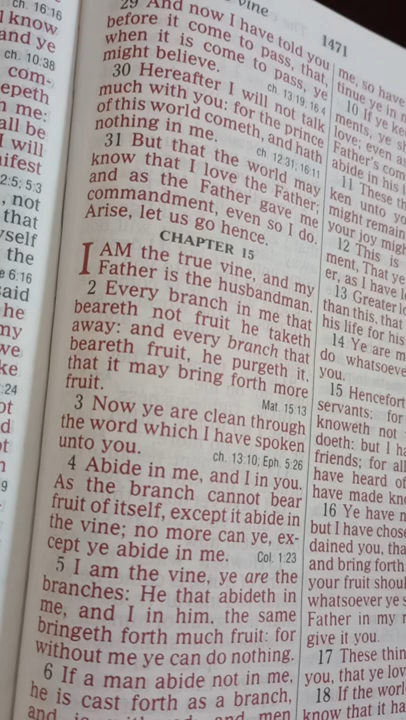 ch. 16:16
I know
and ye
ch. 10:38
com-
epeth
me:
all be
I will
nifest
2:5; 5:3
, not
that
yself
the
e 6:16
said
he
my
we
ke
:24
ot
d
ot
n
9
vine
1471
29 And now I have told you
before it come to pass, that,
when it is come to pass, ye
might believe.
ch. 13:19; 16:4
30 Hereafter I will not talk
much with you: for the prince
of this world cometh, and hath
nothing in me.
ch. 12:31; 16:11
31 But that the world may
know that I love the Father;
and as the Father gave me
commandment, even so I do.
Arise, let us go hence.
CHAPTER 15
I AM the true vine, and my
Father is the husbandman.
2 Every branch in me that
beareth not fruit he taketh
away: and every branch that
beareth fruit, he purgeth it,
that it may bring forth more
fruit.
Mat. 15:13
3 Now ye are clean through
the word which I have spoken
unto you.
ch. 13:10; Eph. 5:26
4 Abide in me, and I in you.
As the branch cannot bear
fruit of itself, except it abide in
the vine; no more can ye, ex-
cept ye abide in me.
Col. 1:23
5 I am the vine, ye are the
branches: He that abideth in
me, and I in him, the same
bringeth forth much fruit: for
without me ye can do nothing.
6 If a man abide not in me,
he is cast forth as a branch,
and is withered; and men
me, so have
tinue ye in m
10 If ye kee
ments, ye sh
love; even as
Father's com
abide in his l
11 These th
ken unto yo
might remain
your joy migh
12 This is
ment, That ye
er, as I have lo
13 Greater lo
than this, that
his life for his
14 Ye are m
do whatsoeve
you.
15 Henceforth
servants; for
knoweth not
doeth: but I ha
friends; for all
have heard of
have made kno
16 Ye have n
but I have chose
dained you, tha
and bring forth
your fruit shoul
whatsoever ye s
Father in my n
give it you.
17 These thin
you, that ye lov
18 If the worl
know that it ha